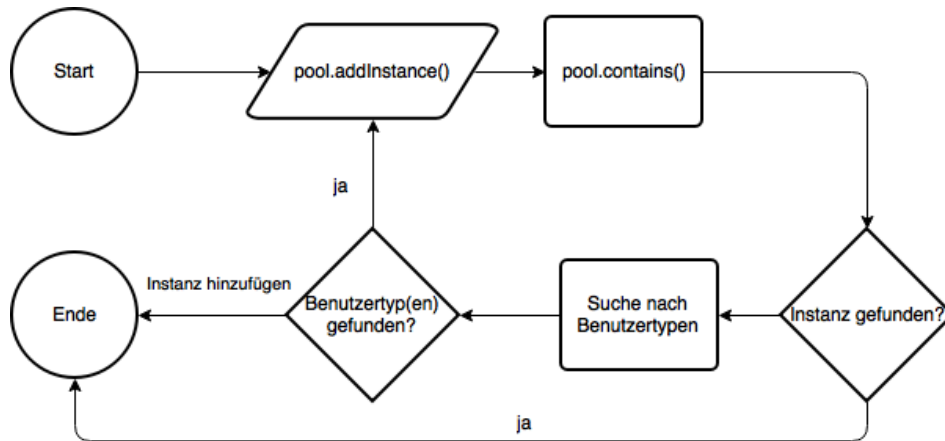 Start
pool.addInstance()
pool.contains()
ja
Instanz hinzufügen
Ende
Benutzertyp(en)
gefunden?
Suche nach
Benutzertypen
Instanz gefunden?
ja